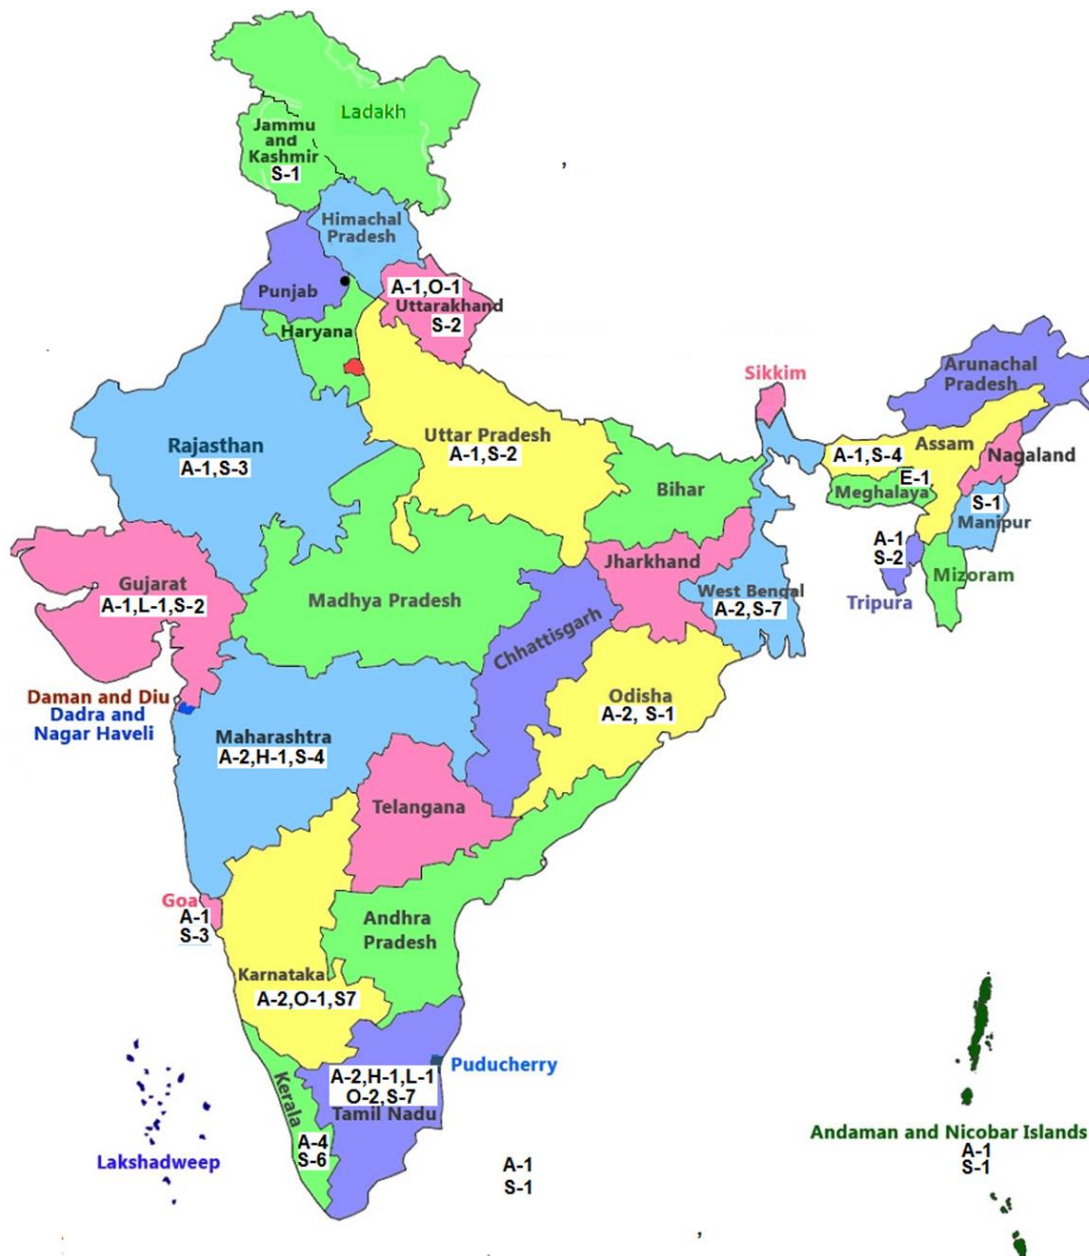 Ladakh
Jammu
and
Kashmir
S-1
,
Himachal
Pradesh
Punjab
A-1,O-1
Uttarakhand
S-2
Haryana
Sikkim
Arunachal
Pradesh
Rajasthan
A-1,S-3
Uttar Pradesh
A-1,S-2
Assam
A-1,S-4
Nagaland
E-1
Meghalaya
Bihar
S-1
Manipur
A-1
S-2
Tripura
Mizoram
Gujarat
A-1,L-1,S-2
Madhya Pradesh
Jharkhand
West Bengal
A-2,S-7
Chhattisgarh
Daman and Diu
Dadra and
Nagar Haveli
Odisha
A-2, S-1
Maharashtra
A-2,H-1,S-4
Telangana
Goa
A-1
S-3
Andhra
Pradesh
Karnataka
A-2,O-1,S7
Puducherry
A-2,H-1,L-1
O-2,S-7
Tamil Nadu
Kerala
A-4
S-6
Lakshadweep
A-1
S-1
Andaman and Nicobar Islands
A-1
S-1
,